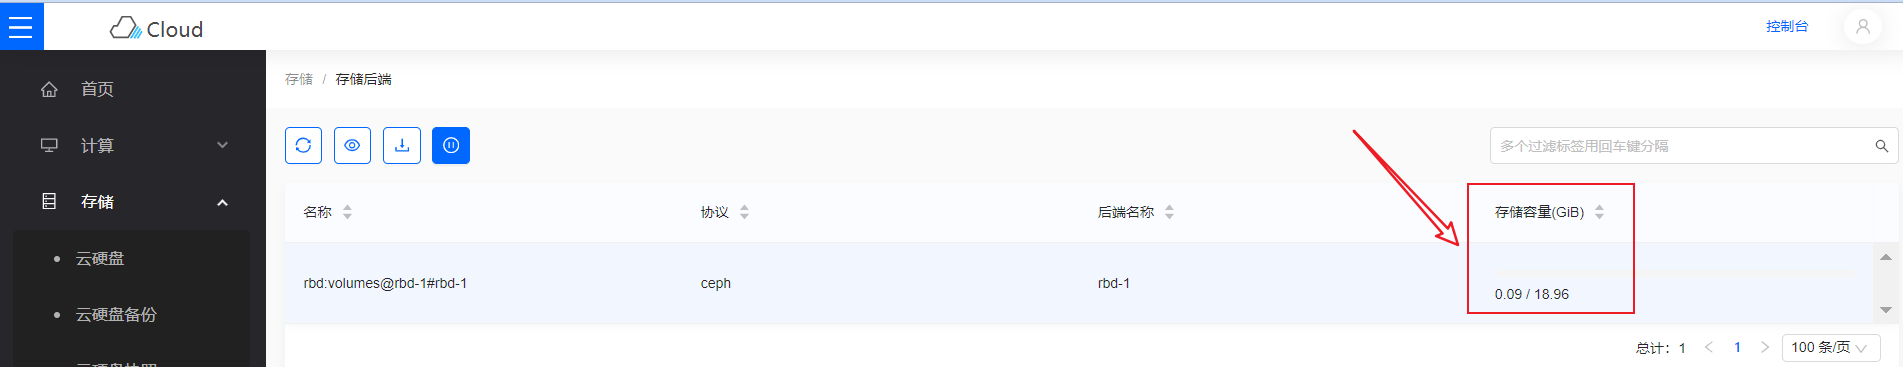 Cloud
控制台
首页
计算
存储
云硬盘
云硬盘备份
存储 / 存储后端
多个过滤标签用回车键分隔
名称 协议 后端名称 存储容量(GiB)
rbd:volumes@rbd-1#rbd-1 ceph rbd-1 0.09 / 18.96
总计: 1 < 1 > 100 条/页